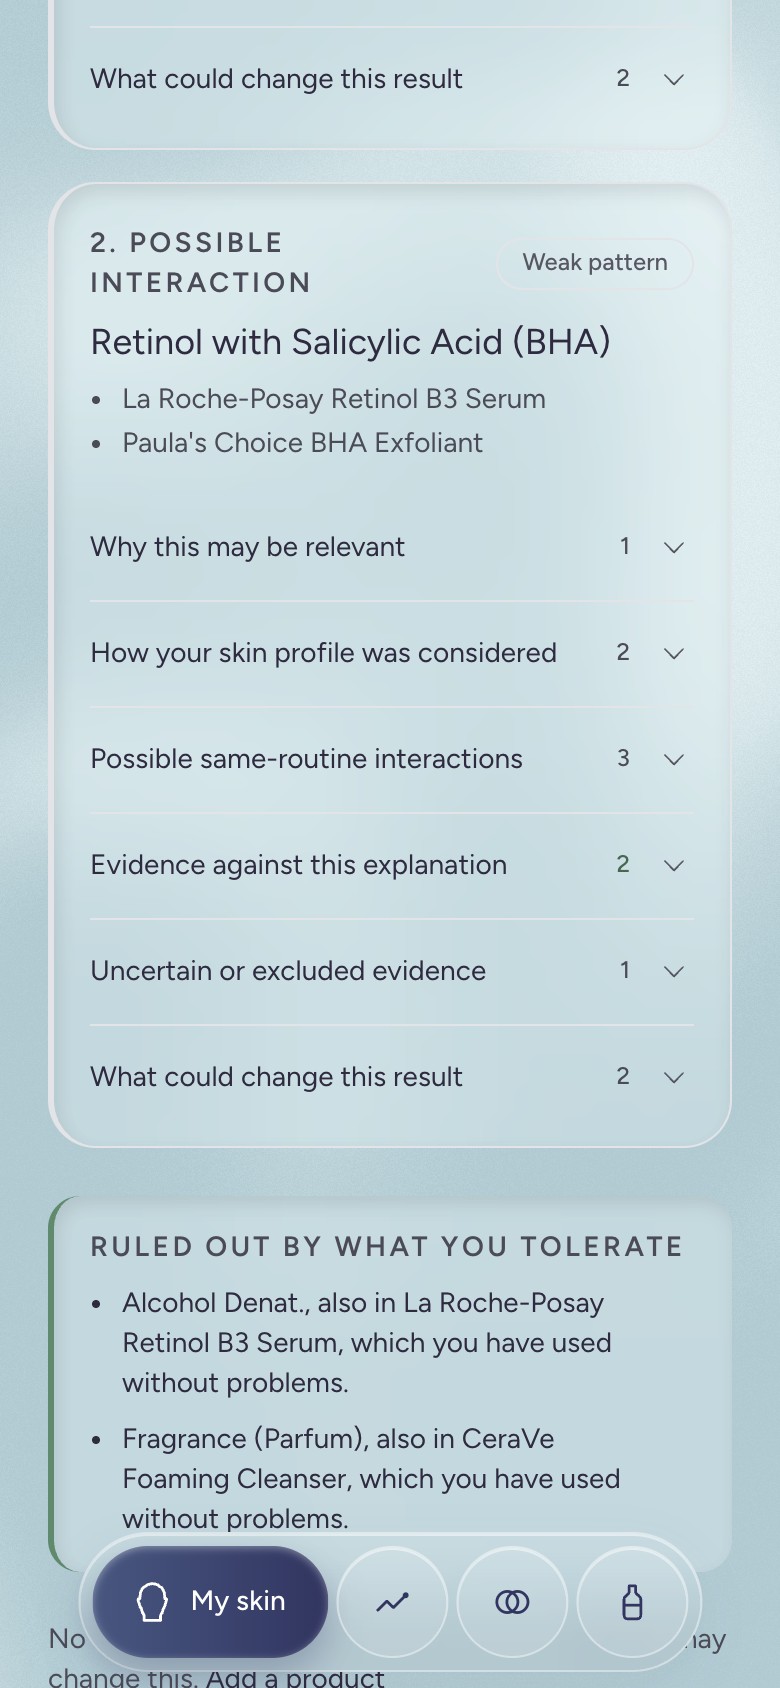 What could change this result 2
2. POSSIBLE
INTERACTION
Weak pattern
Retinol with Salicylic Acid (BHA)
• La Roche-Posay Retinol B3 Serum
• Paula's Choice BHA Exfoliant
Why this may be relevant 1
How your skin profile was considered 2
Possible same-routine interactions 3
Evidence against this explanation 2
Uncertain or excluded evidence 1
What could change this result 2
RULED OUT BY WHAT YOU TOLERATE
• Alcohol Denat., also in La Roche-Posay
Retinol B3 Serum, which you have used
without problems.
• Fragrance (Parfum), also in CeraVe
Foaming Cleanser, which you have used
without problems.
My skin
No
change this. Add a product